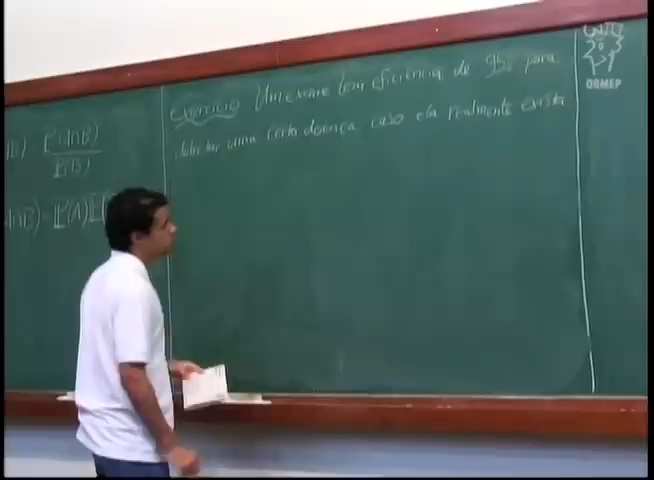 Exercício Um exame tem eficiência de 95% para
detectar uma certa doença caso ela realmente exista
P(A∩B)
P(B)
P(A)
OBMEP